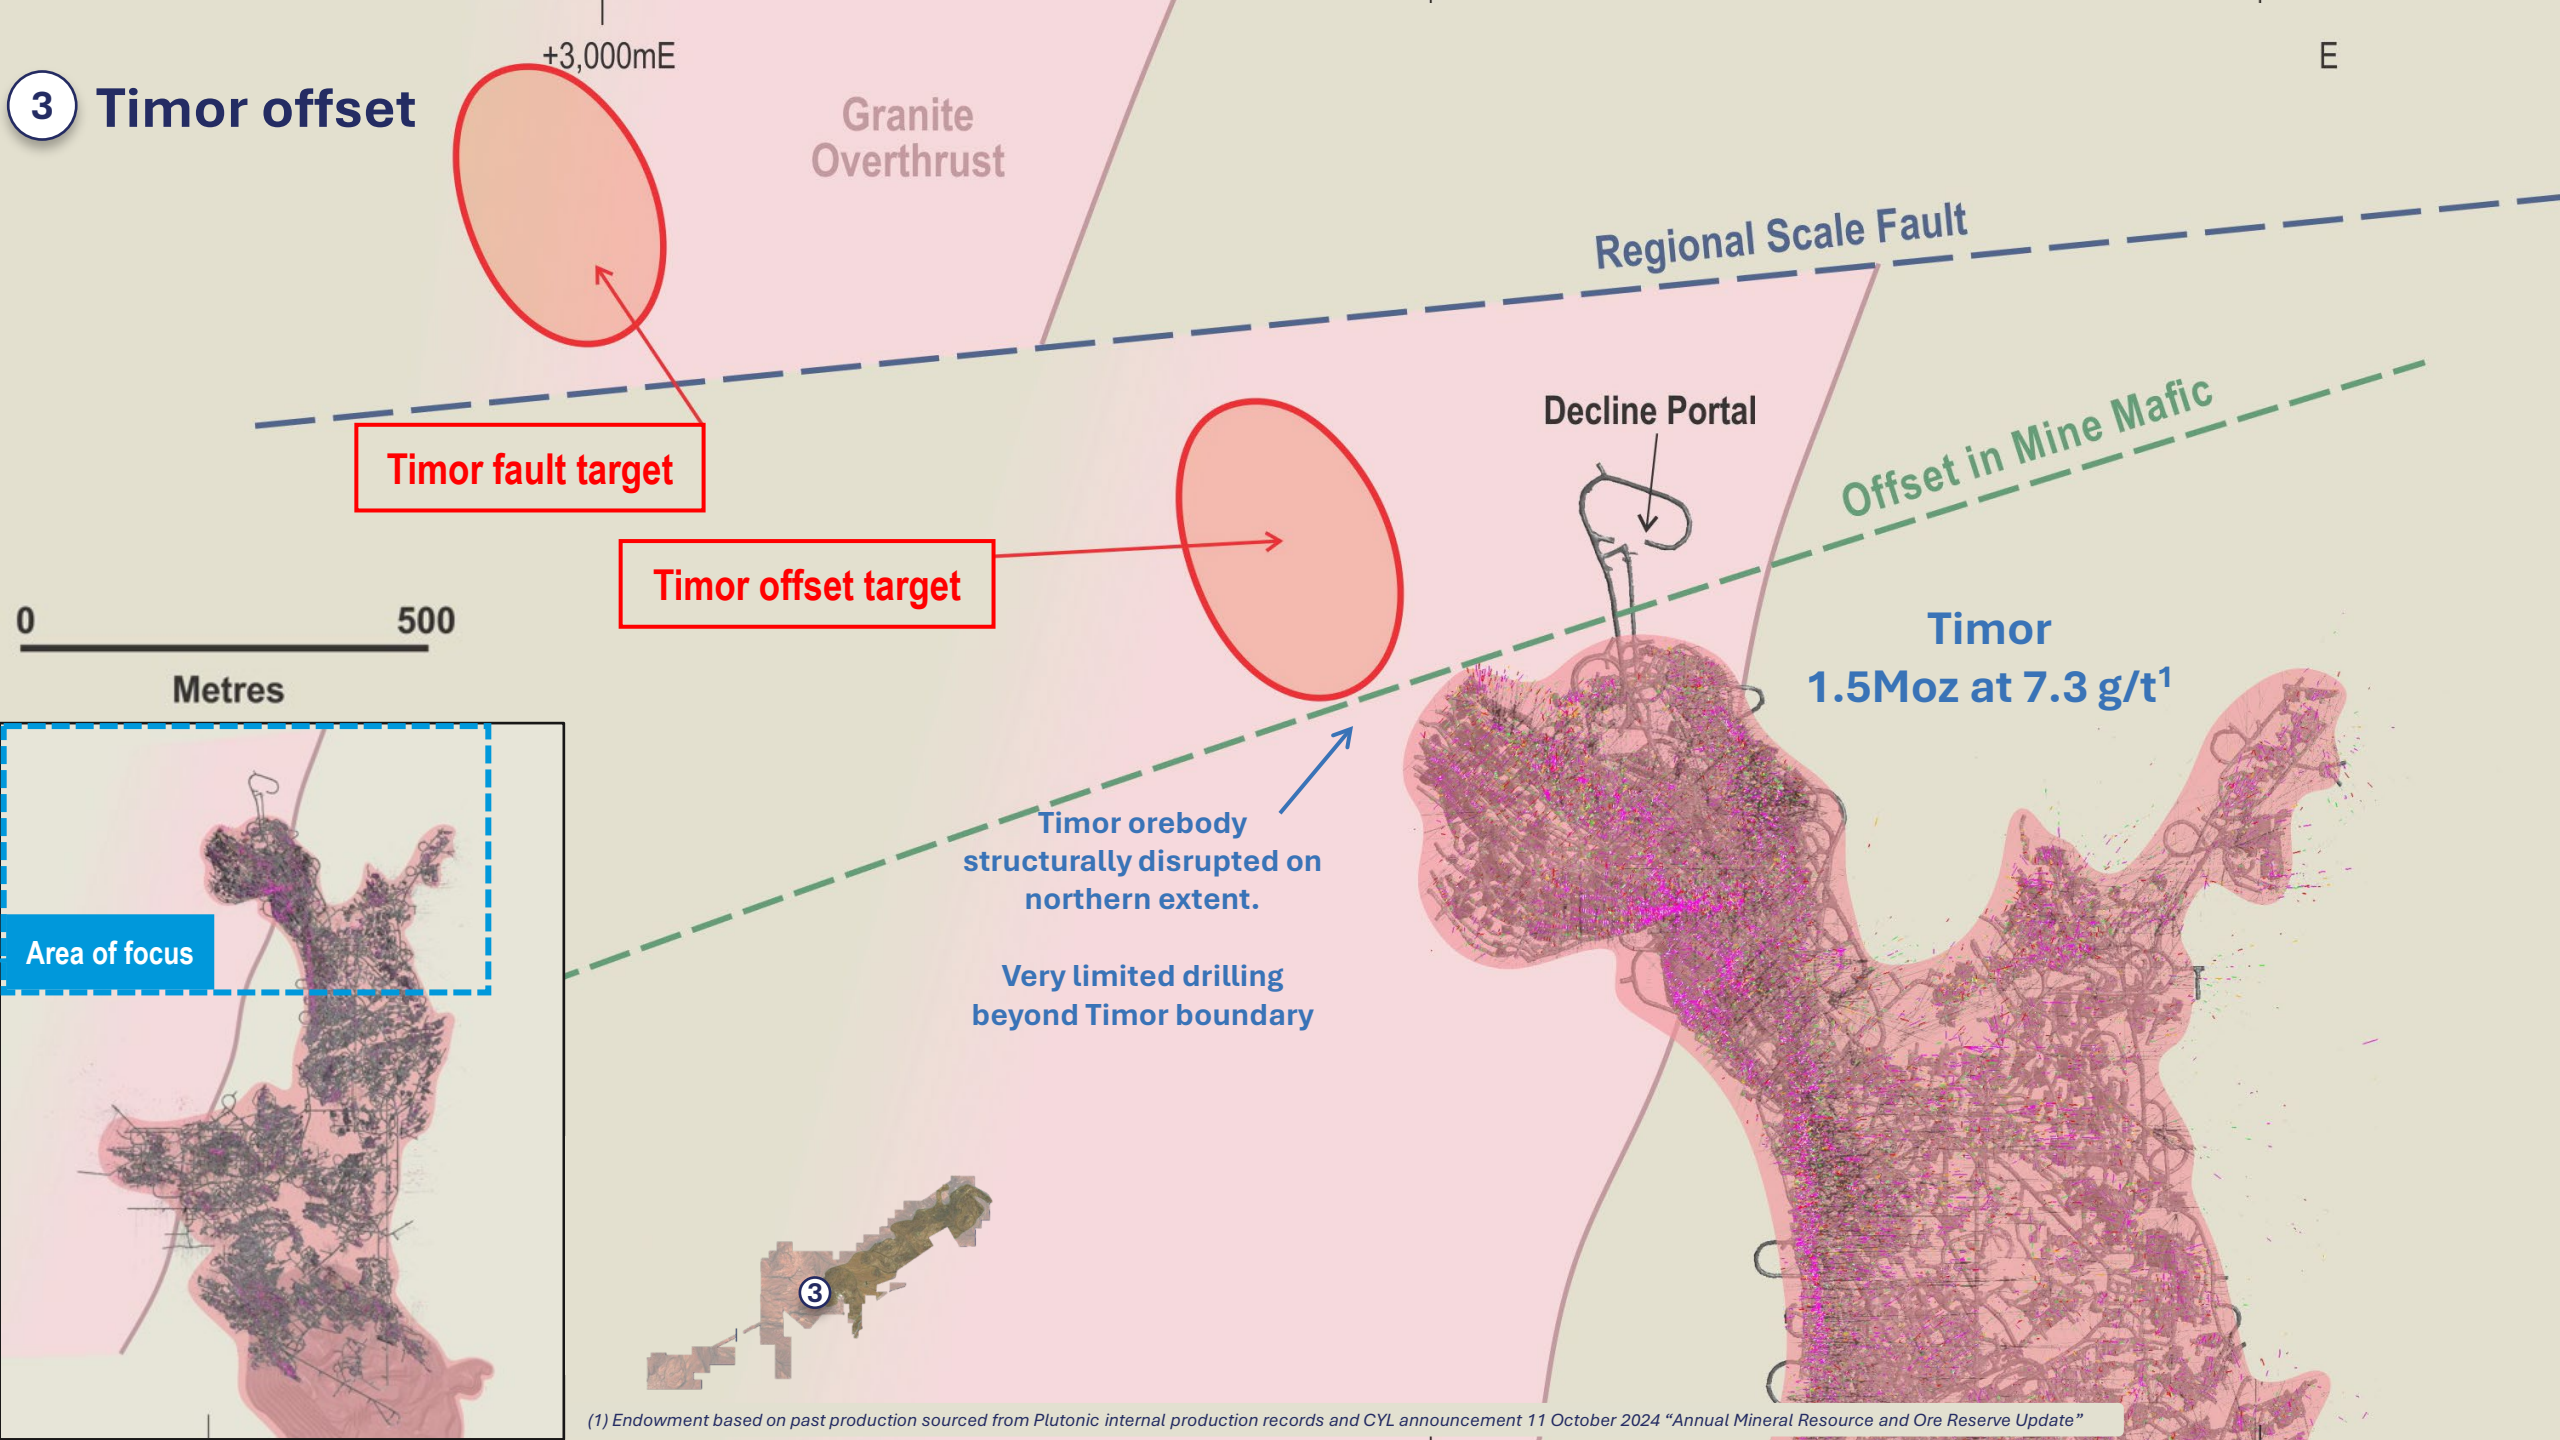 +3,000mE
E
3
Timor offset
Granite
Overthrust
Regional Scale Fault
Decline Portal
Offset in Mine Mafic
Timor fault target
Timor offset target
0 500
Metres
Timor
1.5Moz at 7.3 g/t¹
Timor orebody
structurally disrupted on
northern extent.
Very limited drilling
beyond Timor boundary
Area of focus
3
(1) Endowment based on past production sourced from Plutonic internal production records and CYL announcement 11 October 2024 “Annual Mineral Resource and Ore Reserve Update”